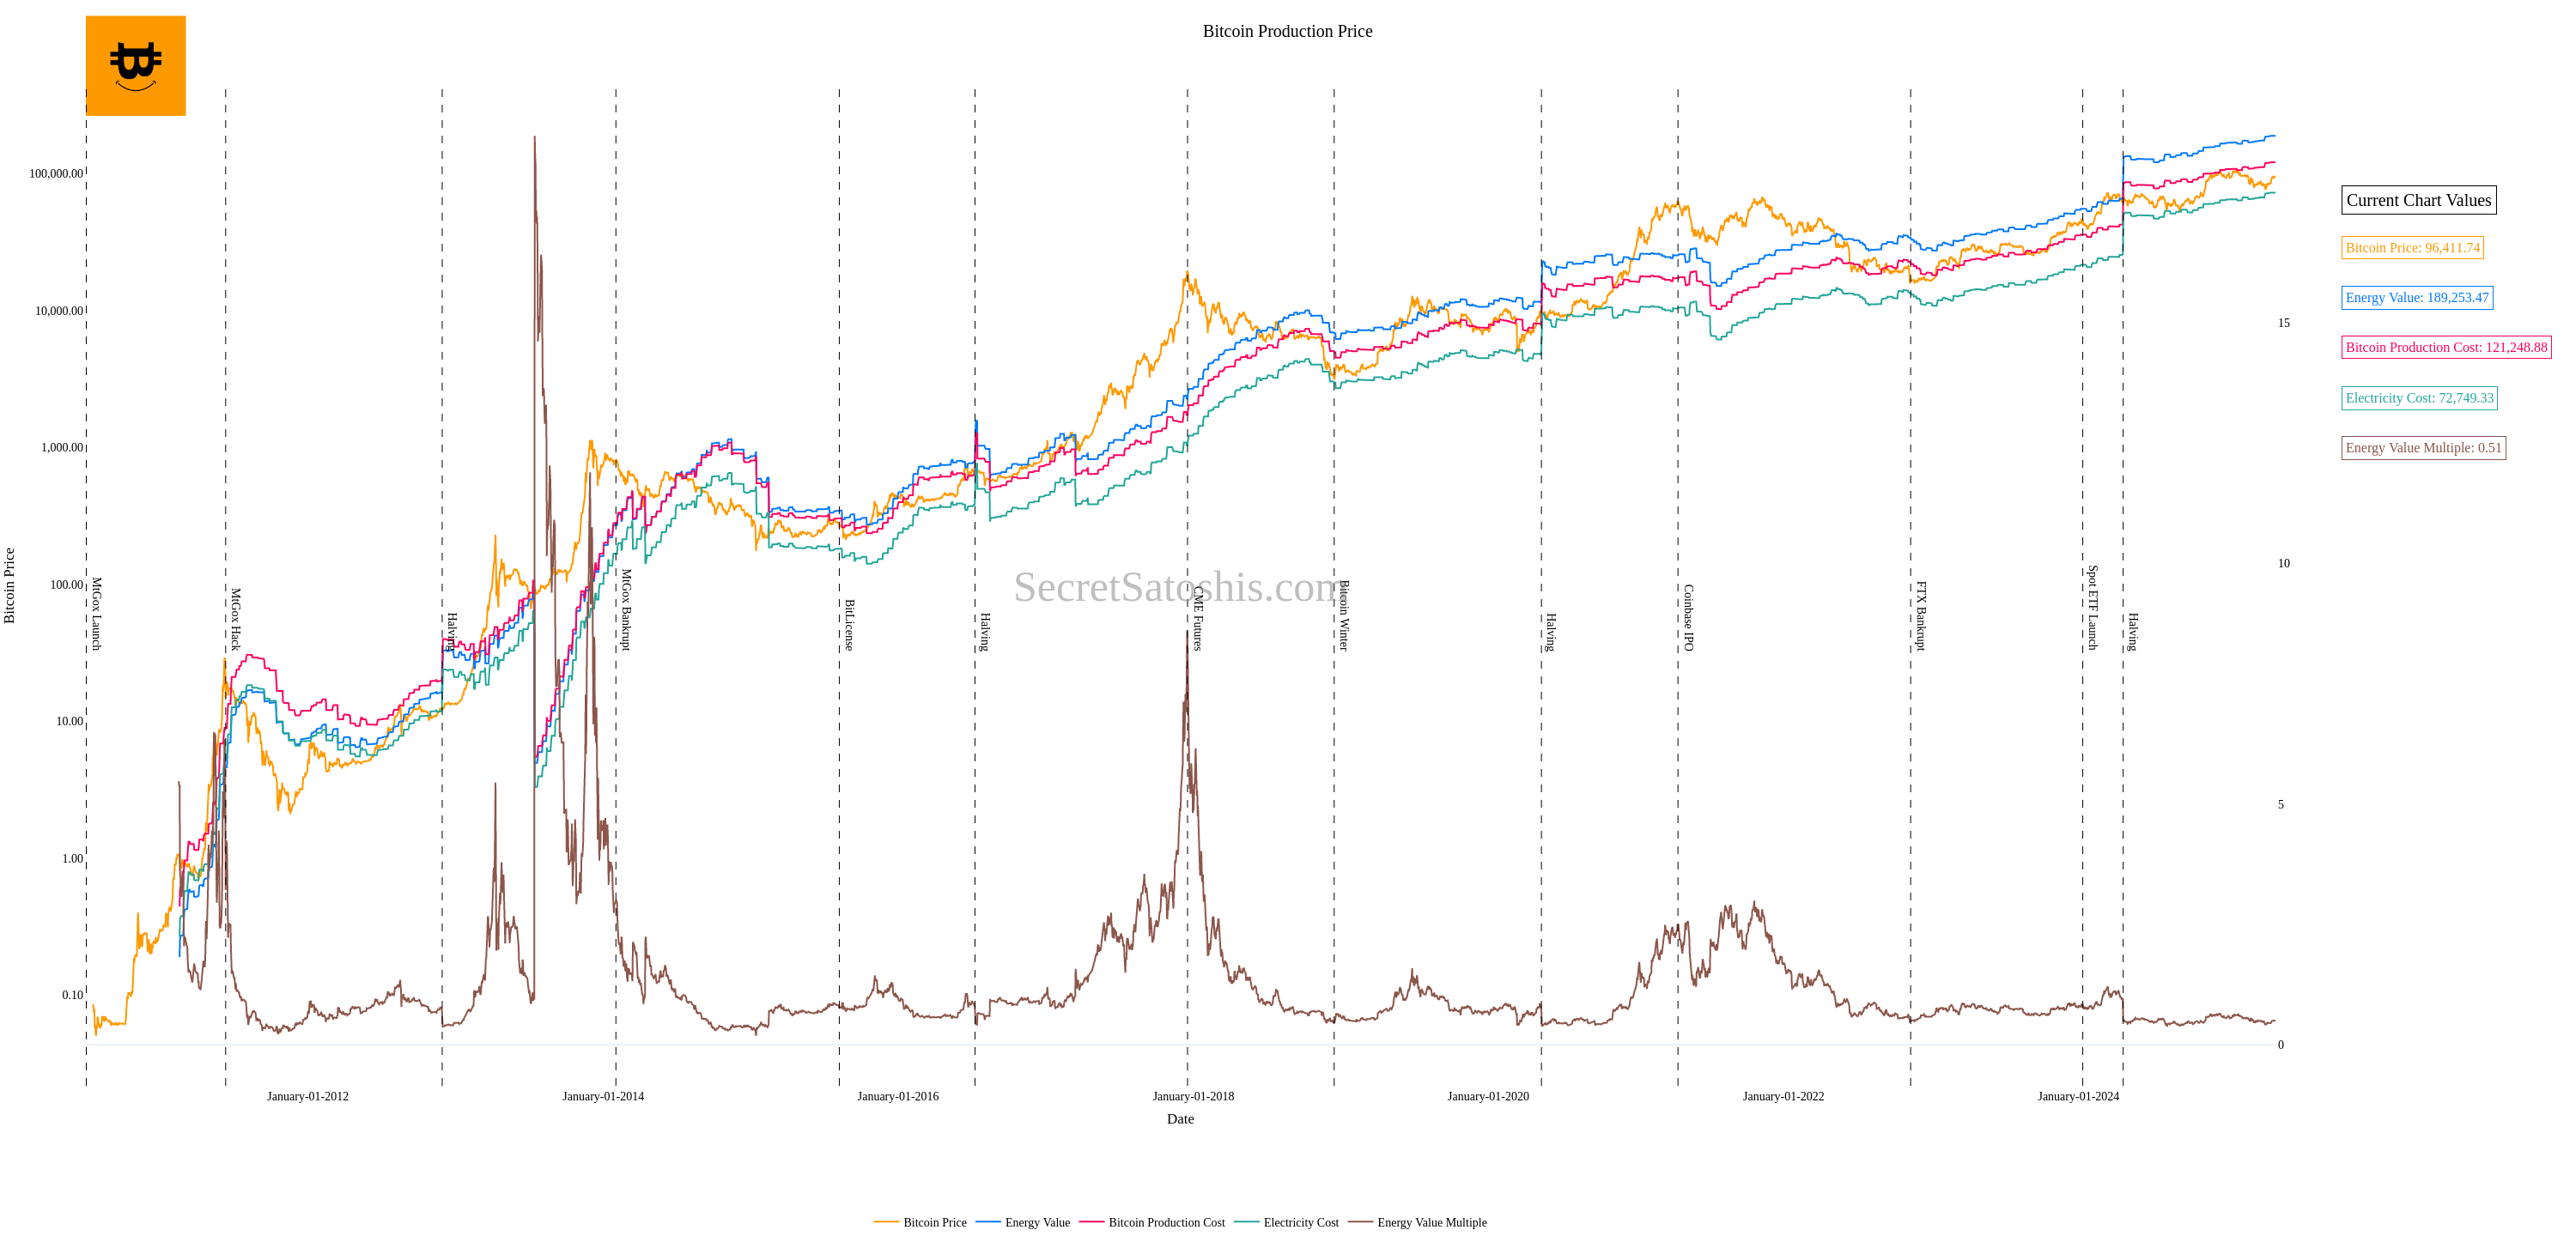 Bitcoin Production Price
Bitcoin Price
100,000.00
10,000.00
1,000.00
100.00
10.00
1.00
0.10
MtGox Launch
MtGox Hack
Halving
MtGox Bankrupt
BitLicense
Halving
CME Futures
Bitcoin Winter
Halving
Coinbase IPO
FTX Bankrupt
Spot ETF Launch
Halving
SecretSatoshis.com
15
10
5
0
Current Chart Values
Bitcoin Price: 96,411.74
Energy Value: 189,253.47
Bitcoin Production Cost: 121,248.88
Electricity Cost: 72,749.33
Energy Value Multiple: 0.51
January-01-2012
January-01-2014
January-01-2016
January-01-2018
January-01-2020
January-01-2022
January-01-2024
Date
Bitcoin Price
Energy Value
Bitcoin Production Cost
Electricity Cost
Energy Value Multiple